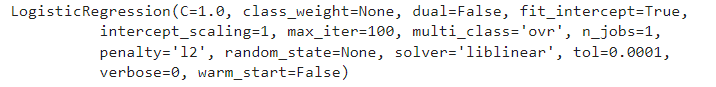 LogisticRegression(C=1.0, class_weight=None, dual=False, fit_intercept=True,
intercept_scaling=1, max_iter=100, multi_class='ovr', n_jobs=1,
penalty='l2', random_state=None, solver='liblinear', tol=0.0001,
verbose=0, warm_start=False)